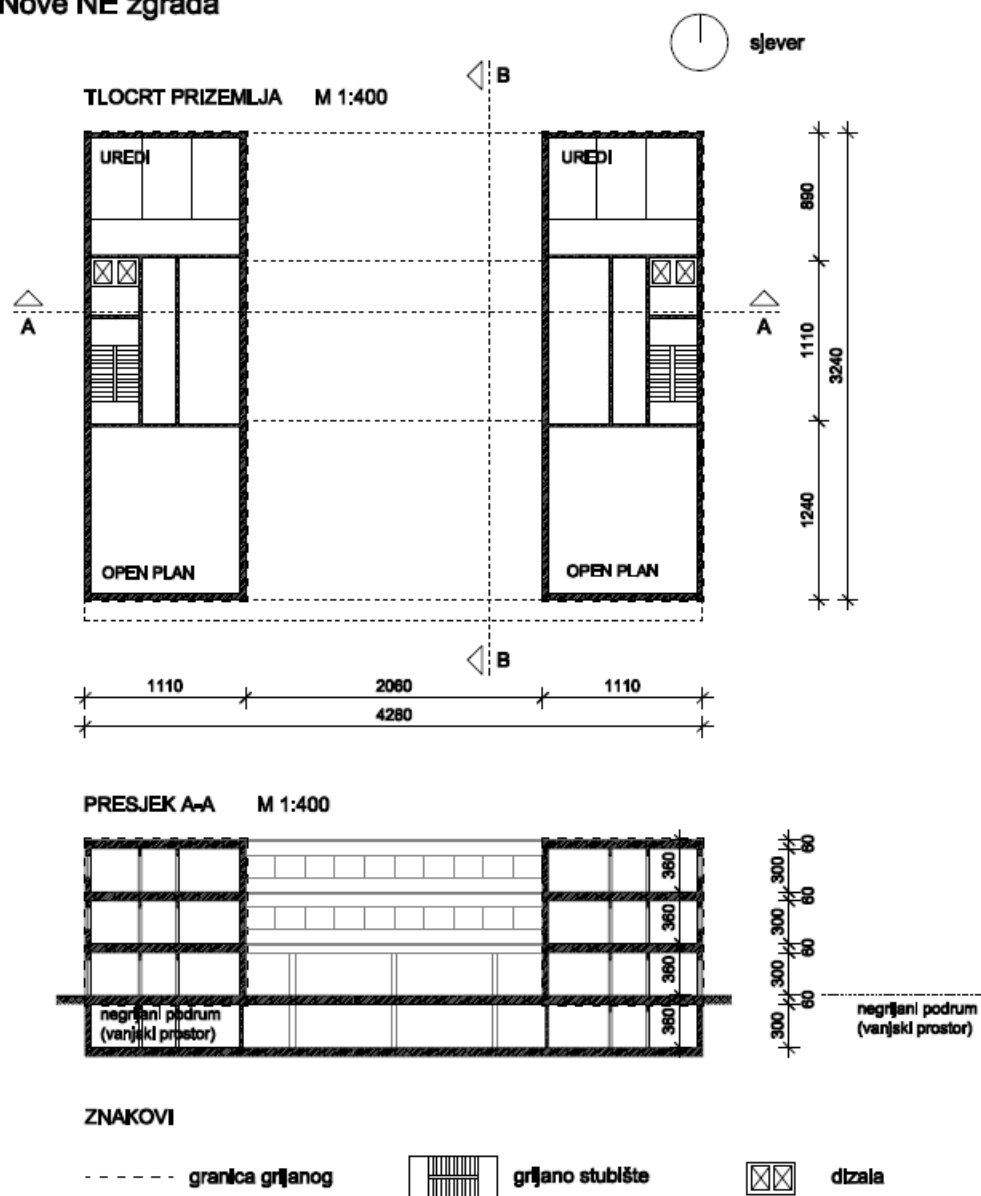 Nove NE zgrada
sjever
B
TLOCRT PRIZEMLJA M 1:400
UREDI
UREDI
890
A
A
1110
3240
1240
OPEN PLAN
OPEN PLAN
B
1110
2060
1110
4280
PRESJEK A-A M 1:400
360
300
60
360
300
60
360
300
60
360
300
60
negrijani podrum
(vanjski prostor)
negrijani podrum
(vanjski prostor)
ZNAKOVI
granica grijanog
grijano stubište
dizala